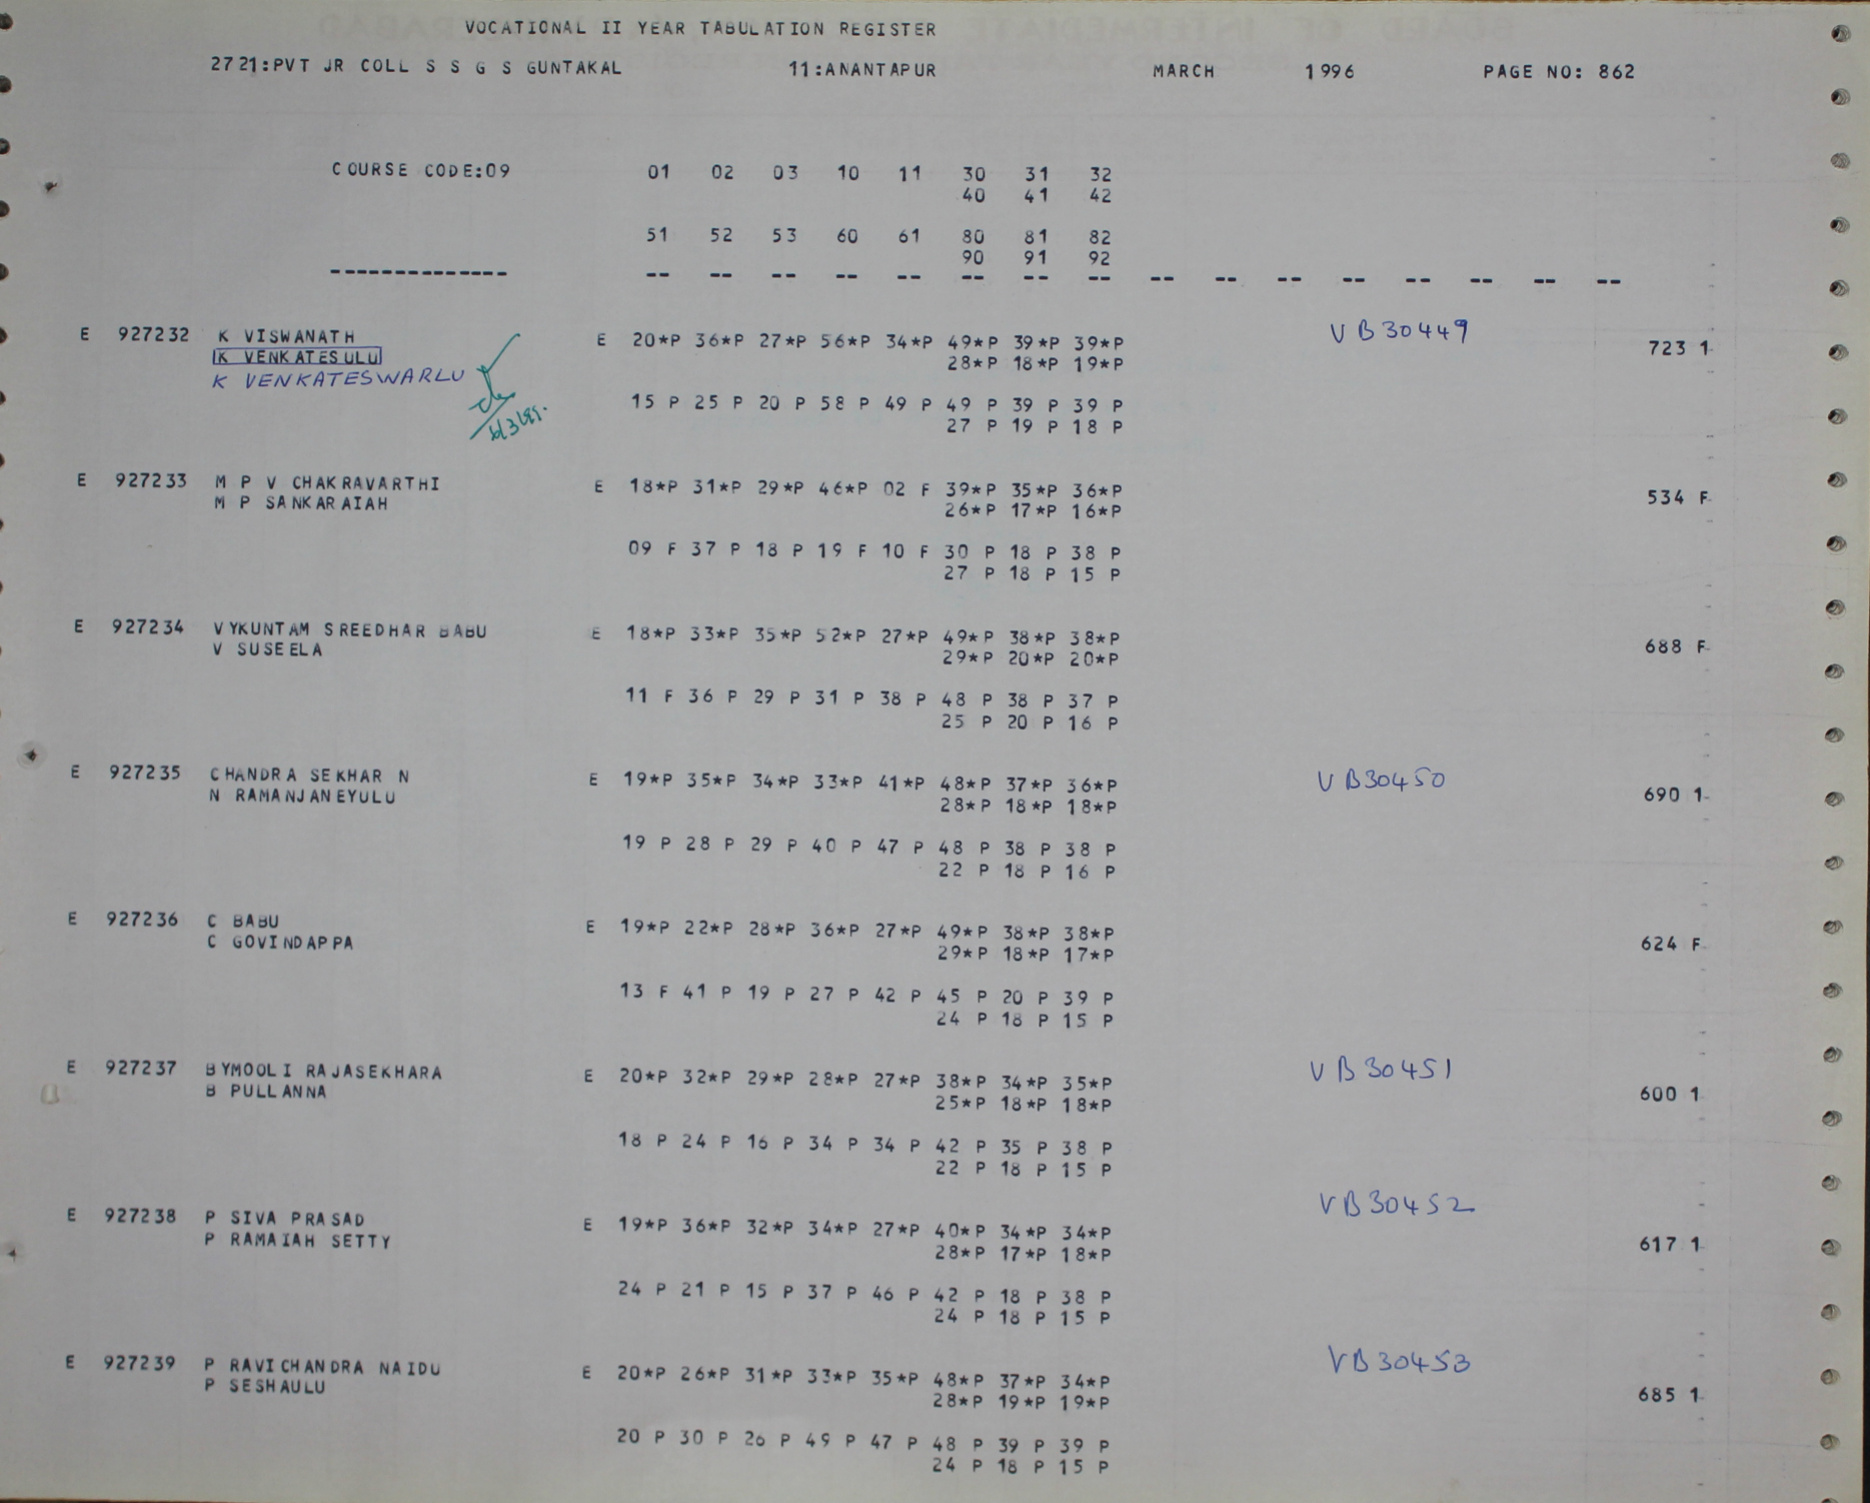 VOCATIONAL II YEAR TABULATION REGISTER
2721:PVT JR COLL S S G S GUNTAKAL 11:ANANTAPUR MARCH 1996 PAGE NO: 862
COURSE CODE:09 01 02 03 10 11 30 31 32
40 41 42
51 52 53 60 61 80 81 82
90 91 92
-------------- -- -- -- -- -- -- -- -- -- -- -- -- -- -- -- --
E 927232 K VISWANATH E 20*P 36*P 27*P 56*P 34*P 49*P 39*P 39*P VB30449 723 1
K VENKATESULU 28*P 18*P 19*P
K VENKATESWARLU
15 P 25 P 20 P 58 P 49 P 49 P 39 P 39 P
27 P 19 P 18 P
E 927233 M P V CHAKRAVARTHI E 18*P 31*P 29*P 46*P 02 F 39*P 35*P 36*P 534 F
M P SANKARAIAH 26*P 17*P 16*P
09 F 37 P 18 P 19 F 10 F 30 P 18 P 38 P
27 P 18 P 15 P
E 927234 VYKUNTAM SREEDHAR BABU E 18*P 33*P 35*P 52*P 27*P 49*P 38*P 38*P 688 F
V SUSEELA 29*P 20*P 20*P
11 F 36 P 29 P 31 P 38 P 48 P 38 P 37 P
25 P 20 P 16 P
E 927235 CHANDRA SEKHAR N E 19*P 35*P 34*P 33*P 41*P 48*P 37*P 36*P VB30450 690 1
N RAMANJANEYULU 28*P 18*P 18*P
19 P 28 P 29 P 40 P 47 P 48 P 38 P 38 P
22 P 18 P 16 P
E 927236 C BABU E 19*P 22*P 28*P 36*P 27*P 49*P 38*P 38*P 624 F
C GOVINDAPPA 29*P 18*P 17*P
13 F 41 P 19 P 27 P 42 P 45 P 20 P 39 P
24 P 18 P 15 P
E 927237 BYMOOLI RAJASEKHARA E 20*P 32*P 29*P 28*P 27*P 38*P 34*P 35*P VB30451 600 1
B PULLANNA 25*P 18*P 18*P
18 P 24 P 16 P 34 P 34 P 42 P 35 P 38 P
22 P 18 P 15 P
E 927238 P SIVA PRASAD E 19*P 36*P 32*P 34*P 27*P 40*P 34*P 34*P VB30452 617 1
P RAMAIAH SETTY 28*P 17*P 18*P
24 P 21 P 15 P 37 P 46 P 42 P 18 P 38 P
24 P 18 P 15 P
E 927239 P RAVICHANDRA NAIDU E 20*P 26*P 31*P 33*P 35*P 48*P 37*P 34*P VB30453 685 1
P SESHAULU 28*P 19*P 19*P
20 P 30 P 26 P 49 P 47 P 48 P 39 P 39 P
24 P 18 P 15 P